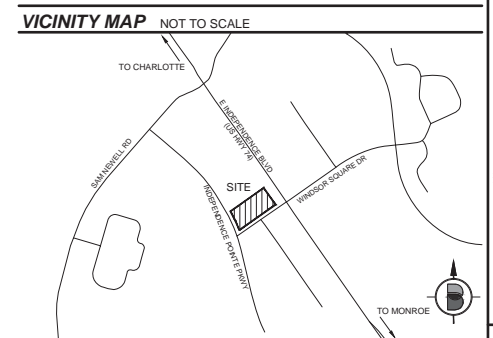 VICINITY MAP NOT TO SCALE
TO CHARLOTTE
E INDEPENDENCE BLVD
(US HWY 74)
SAM NEWELL RD
WINDSOR SQUARE DR
SITE
INDEPENDENCE POINTE PKWY
TO MONROE
B